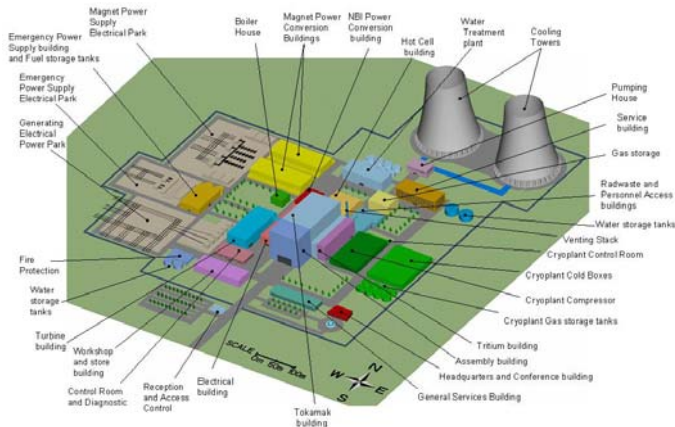 Magnet Power
Supply
Electrical Park
Emergency Power
Supply building
and Fuel storage tanks
Emergency
Power Supply
Electrical Park
Generating
Electrical
Power Park
Boiler
House
Magnet Power
Conversion
Buildings
NBI Power
Conversion
building
Hot Cell
building
Water
Treatment
plant
Cooling
Towers
Pumping
House
Service
building
Gas storage
Radwaste and
Personnel Access
buildings
Water storage tanks
Venting Stack
Cryoplant Control Room
Cryoplant Cold Boxes
Cryoplant Compressor
Cryoplant Gas storage tanks
Tritium building
Assembly building
Headquarters and Conference building
General Services Building
Fire
Protection
Water
storage
tanks
Turbine
building
Workshop
and store
building
Control Room
and Diagnostic
Reception
and Access
Control
Electrical building
Tokamak
building
SCALE
0m 50m 100m
N
W E
S